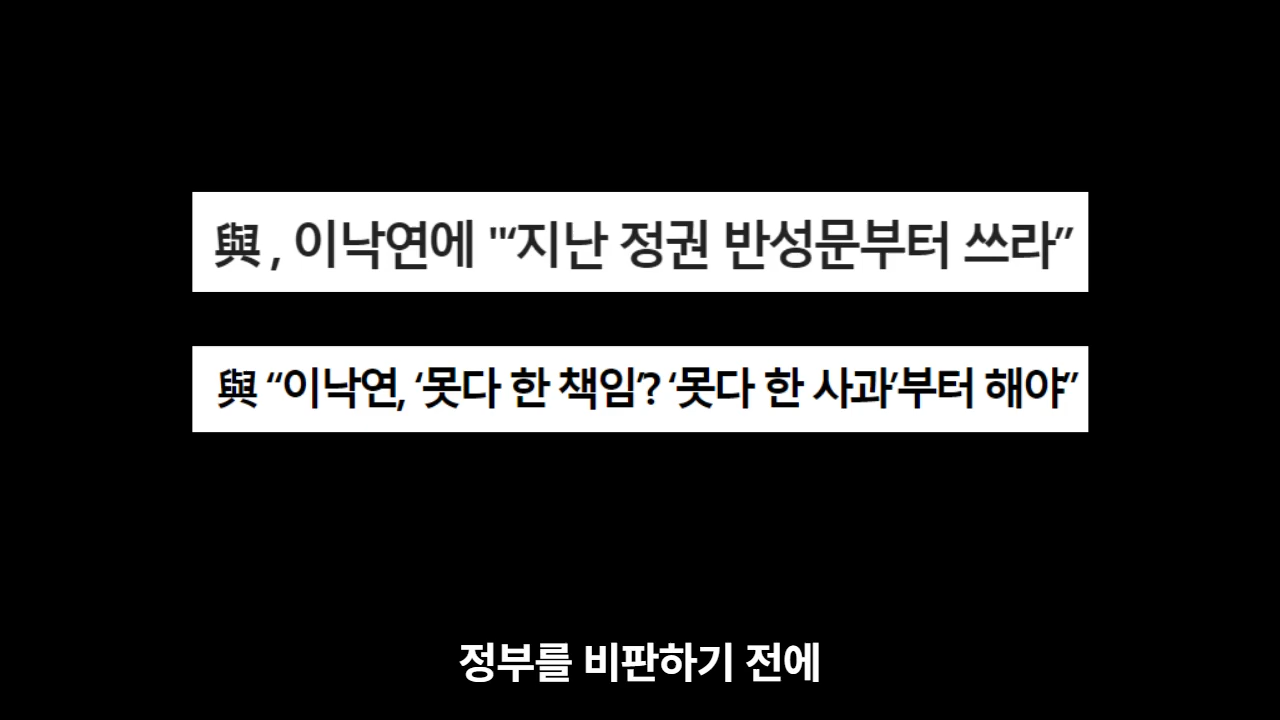 與, 이낙연에 "‘지난 정권 반성문부터 쓰라”
與 “이낙연, ‘못다 한 책임’? ‘못다 한 사과’부터 해야”
정부를 비판하기 전에